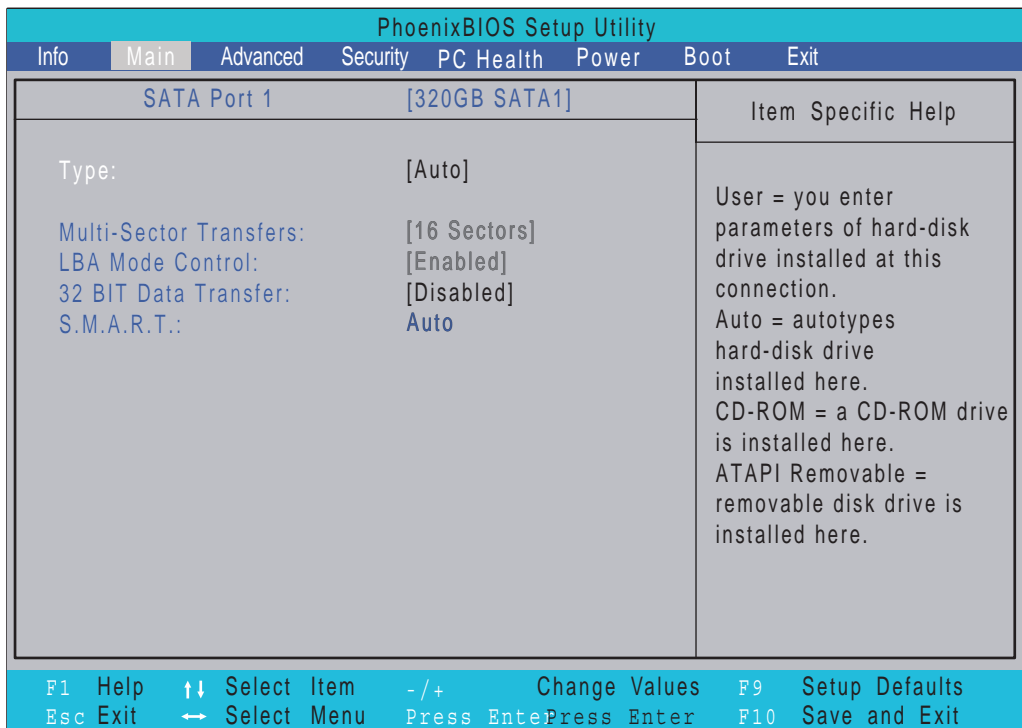 PhoenixBIOS Setup Utility
Info Main Advanced Security PC Health Power Boot Exit
SATA Port 1 [320GB SATA1]
Item Specific Help
Type: [Auto]
Multi-Sector Transfers: [16 Sectors]
LBA Mode Control: [Enabled]
32 BIT Data Transfer: [Disabled]
S.M.A.R.T.: Auto
User = you enter
parameters of hard-disk
drive installed at this
connection.
Auto = autotypes
hard-disk drive
installed here.
CD-ROM = a CD-ROM drive
is installed here.
ATAPI Removable =
removable disk drive is
installed here.
F1 Help ↑↓ Select Item -/+ Change Values F9 Setup Defaults
Esc Exit ↔ Select Menu Press Enter Press Enter F10 Save and Exit